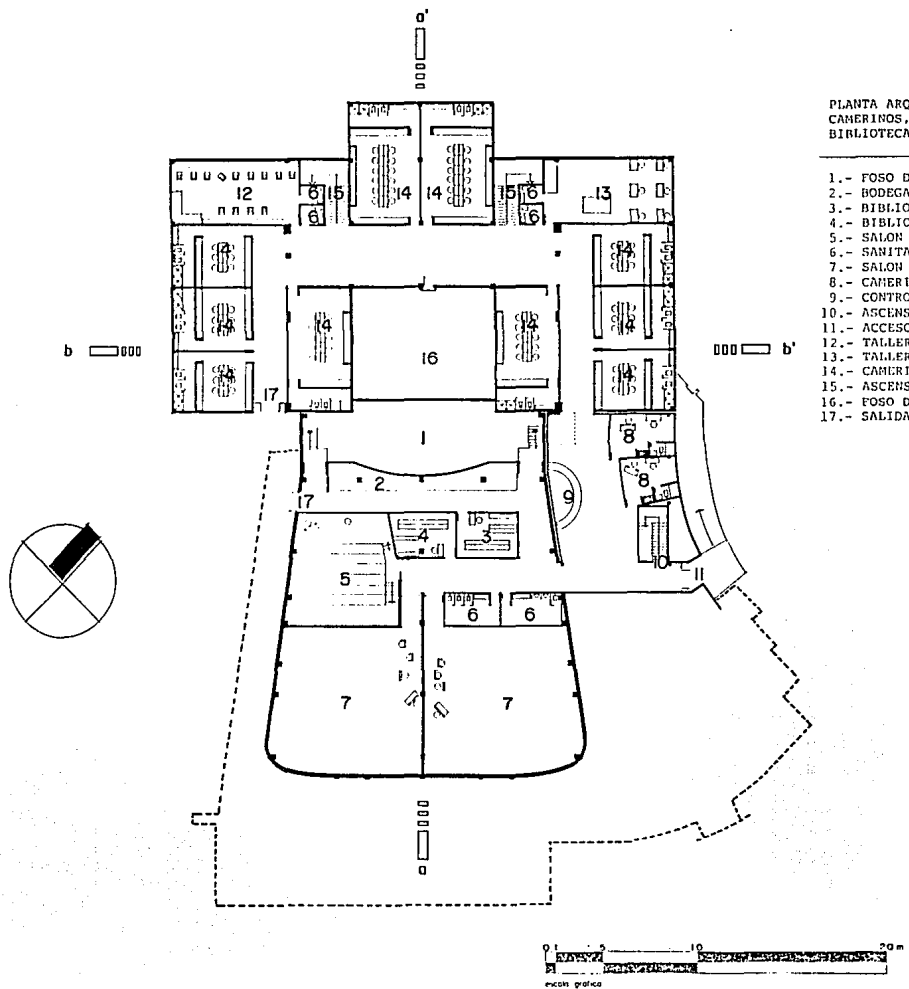 a'
PLANTA ARQ
CAMERINOS,
BIBLIOTECA
1.- FOSO D
2.- BODEGA
3.- BIBLIO
4.- BIBLIO
5.- SALON
6.- SANITA
7.- SALON
8.- CAMERI
9.- CONTRO
10.- ASCENS
11.- ACCESO
12.- TALLER
13.- TALLER
14.- CAMERI
15.- ASCENS
16.- FOSO D
17.- SALIDA
12 6 15 14 14 15 6 13
6 6
14 14
14 14 14 14
b b'
16
14 14
17
1
8
2 8
17 9
4 3
10 11
5
6 6
7 7
a
0 1 5 10 20 m
escala gráfica